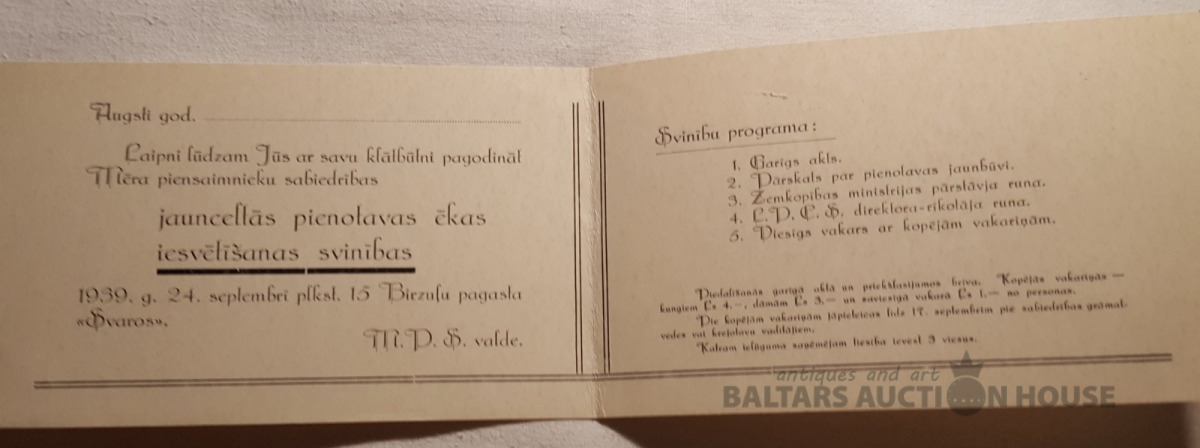 Augsti god.
Laipni lūdzam Jūs ar savu klātbūtni pagodināt
Mēra piensaimnieku sabiedrības
jaunceltās pienotavas ēkas
iesvētīšanas svinības
1939. g. 24. septembrī plkst. 15 Birzuļu pagasta
«Svaros».
M. P. S. valde.
Svinību programa:
1. Garīgs akts.
2. Pārskats par pienotavas jaunbūvi.
3. Zemkopības ministrijas pārstāvja runa.
4. L. P. C. S. direktora-rīkotāja runa.
5. Viesīgs vakars ar kopējām vakariņām.
Piedalīšanās garīgā aktā un priekšlasījumos brīva. Kopējās vakariņās —
kungiem Ls 4.–, dāmām Ls 3.– un saviesīgā vakarā Ls 1.— no personas.
Pie kopējām vakariņām jāpieteicas līdz 17. septembrim pie sabiedrības grāmat-
vedes vai krejotavu vadītājiem.
Katram ielūguma saņēmējam tiesība ievest 3 viesus.
antiques and art
BALTARS AUCTION HOUSE